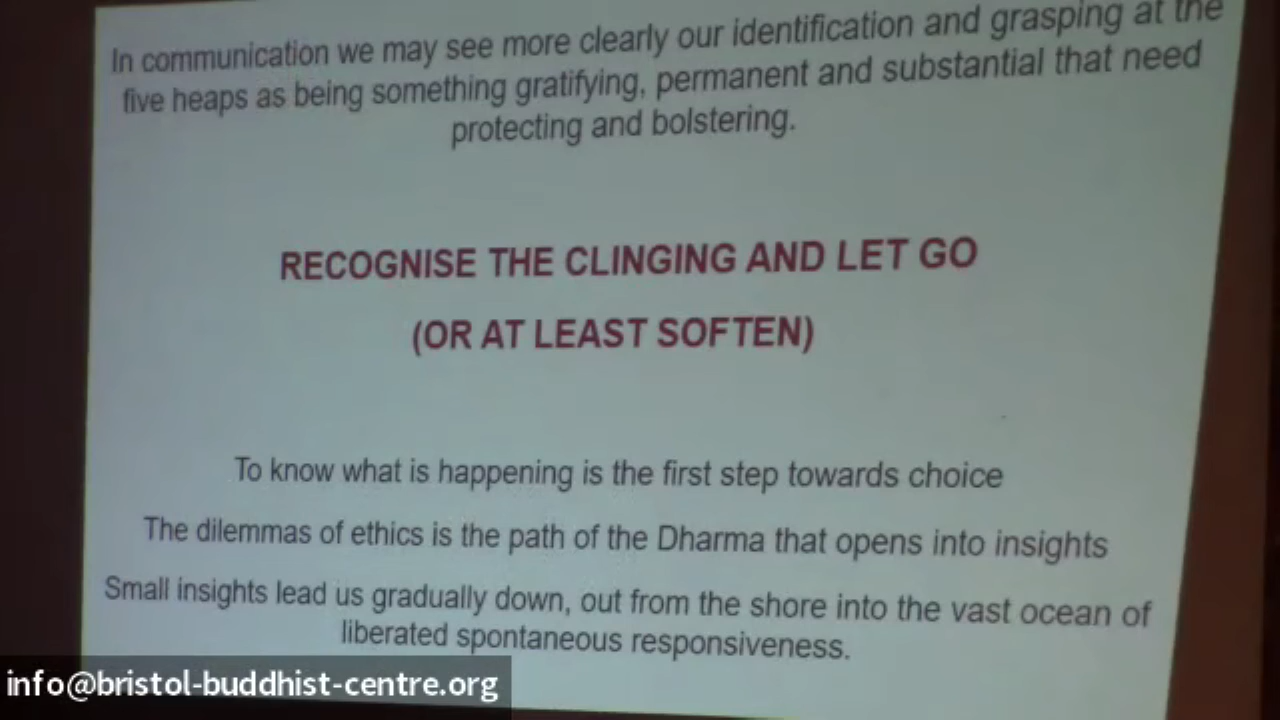 In communication we may see more clearly our identification and grasping at the
five heaps as being something gratifying, permanent and substantial that need
protecting and bolstering.
RECOGNISE THE CLINGING AND LET GO
(OR AT LEAST SOFTEN)
To know what is happening is the first step towards choice
The dilemmas of ethics is the path of the Dharma that opens into insights
Small insights lead us gradually down, out from the shore into the vast ocean of
liberated spontaneous responsiveness.
info@bristol-buddhist-centre.org